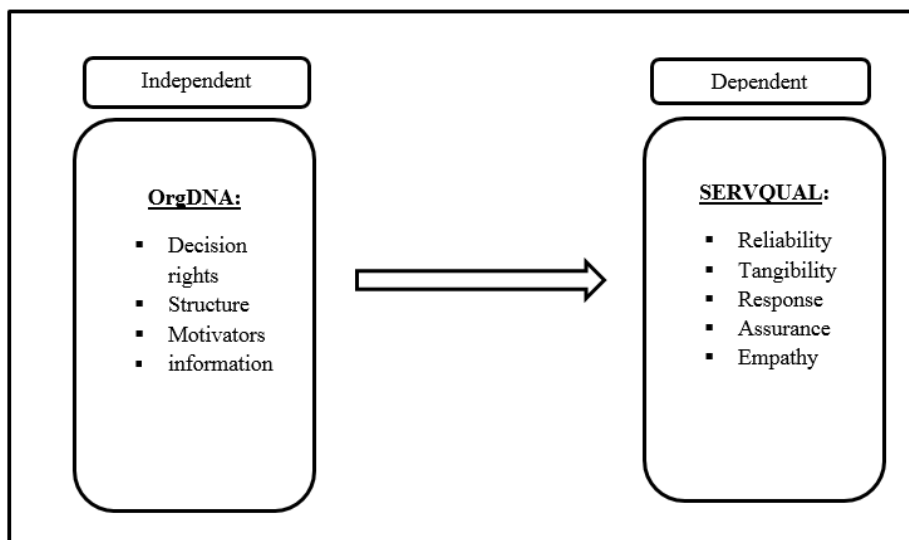 Independent
OrgDNA:
▪ Decision
rights
▪ Structure
▪ Motivators
▪ information
Dependent
SERVQUAL:
▪ Reliability
▪ Tangibility
▪ Response
▪ Assurance
▪ Empathy